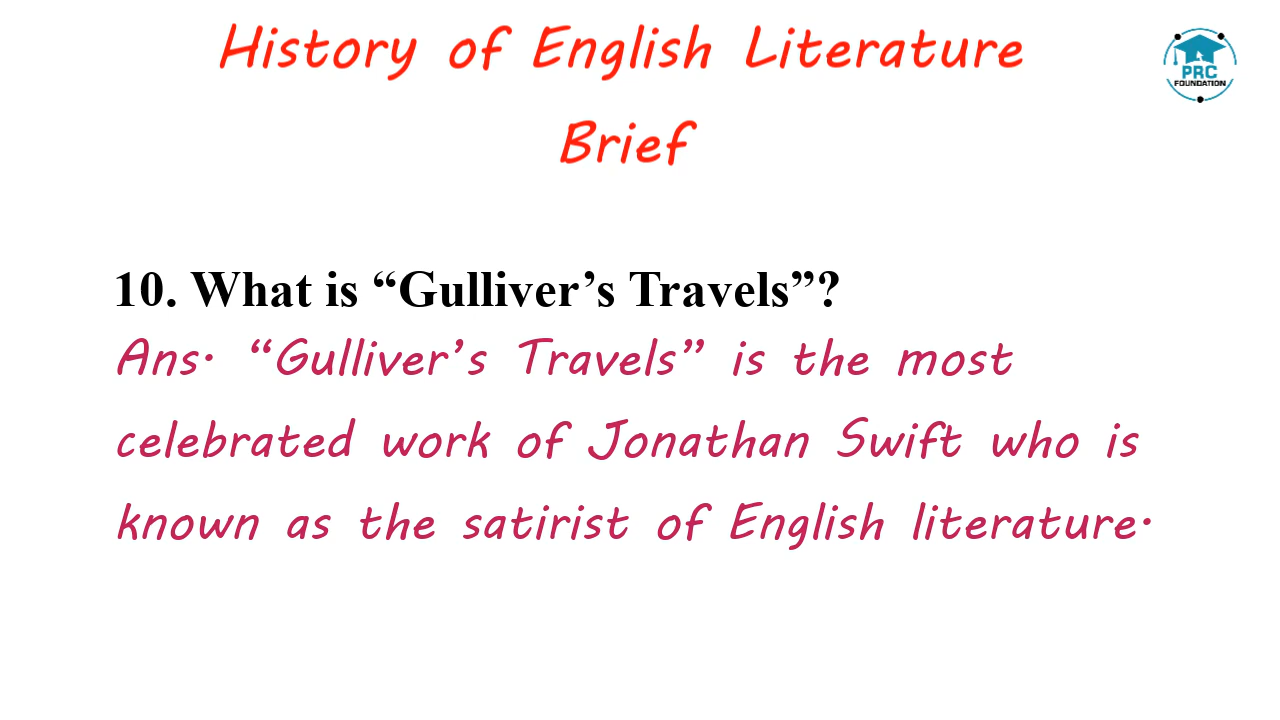 History of English Literature
Brief
PRC
FOUNDATION
10. What is “Gulliver’s Travels”?
Ans. “Gulliver’s Travels” is the most
celebrated work of Jonathan Swift who is
known as the satirist of English literature.